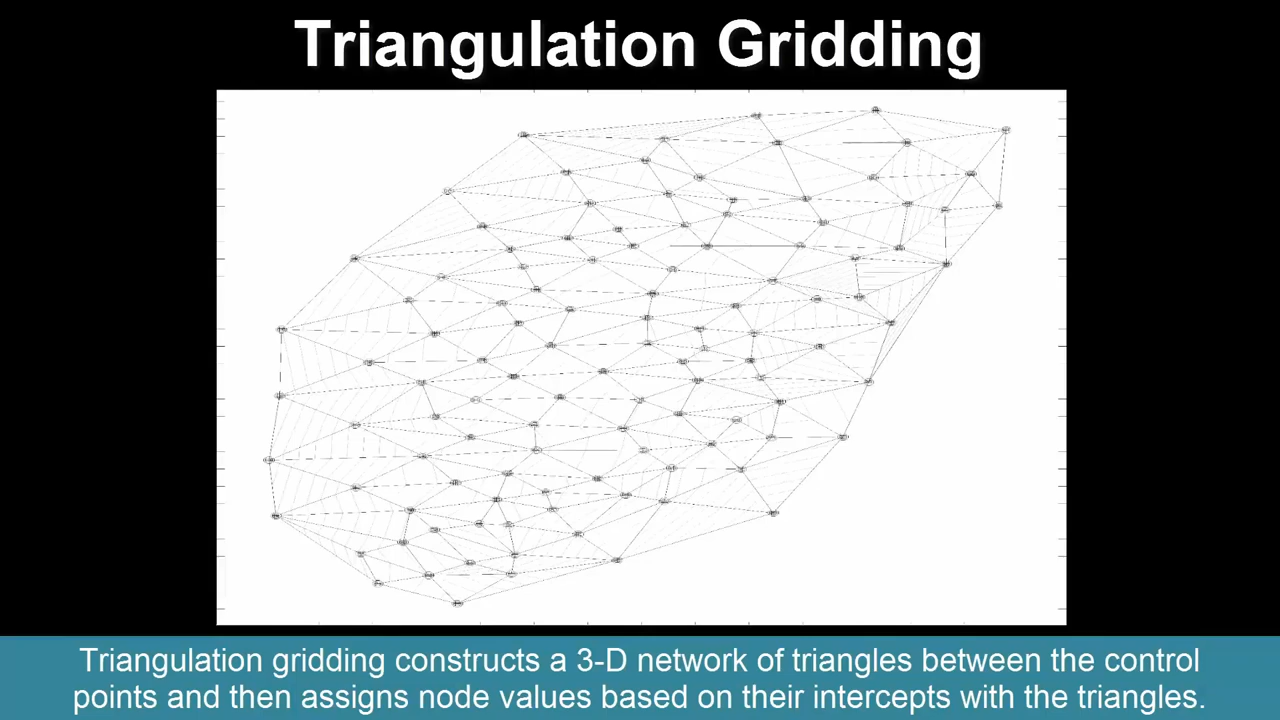 Triangulation Gridding
Triangulation gridding constructs a 3-D network of triangles between the control
points and then assigns node values based on their intercepts with the triangles.